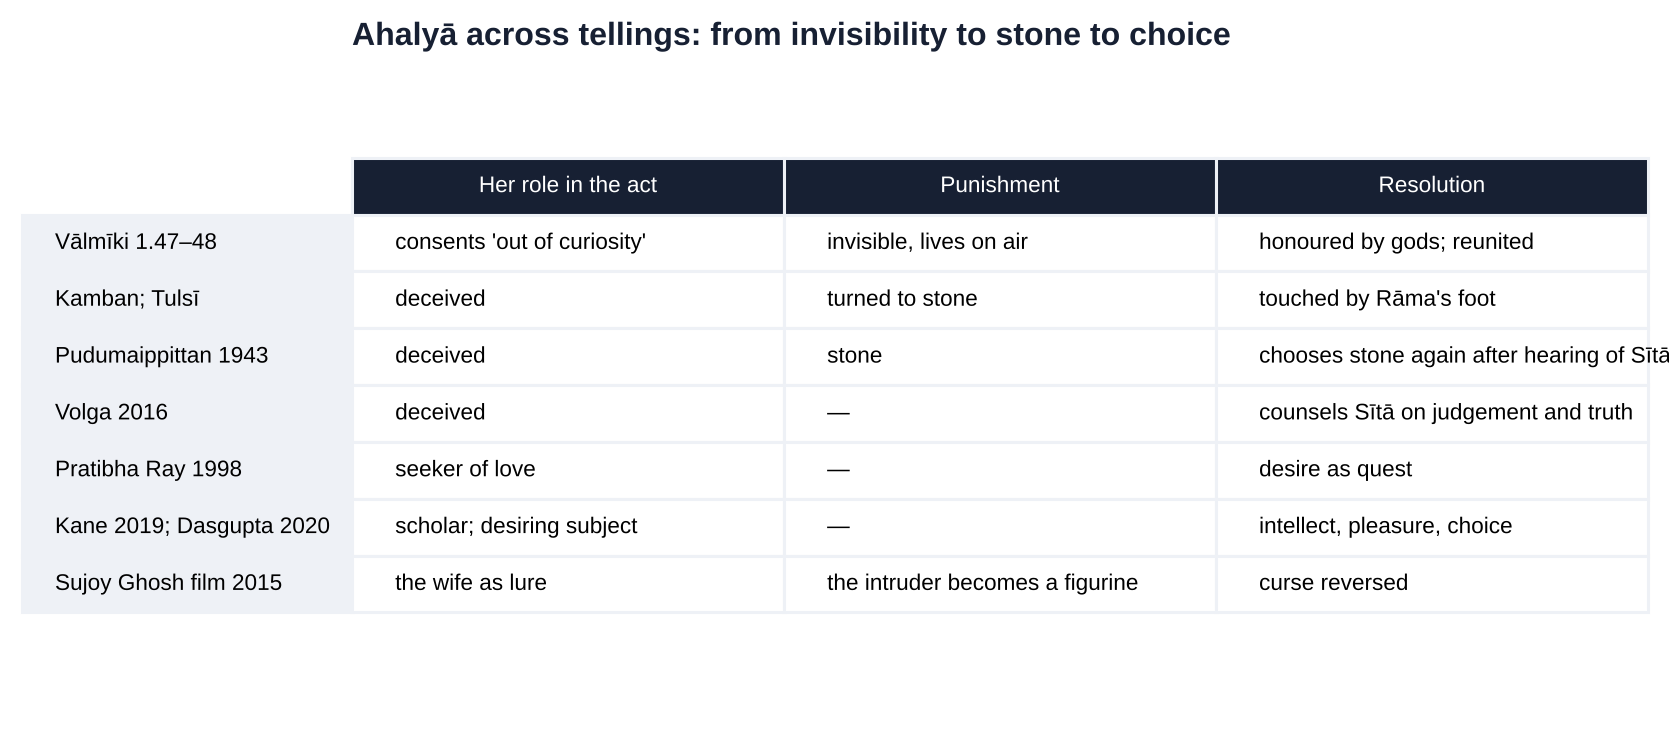 Ahalyā across tellings: from invisibility to stone to choice
Her role in the act Punishment Resolution
Vālmīki 1.47–48 consents 'out of curiosity' invisible, lives on air honoured by gods; reunited
Kamban; Tulsī deceived turned to stone touched by Rāma's foot
Pudumaippittan 1943 deceived stone chooses stone again after hearing of Sītā
Volga 2016 deceived — counsels Sītā on judgement and truth
Pratibha Ray 1998 seeker of love — desire as quest
Kane 2019; Dasgupta 2020 scholar; desiring subject — intellect, pleasure, choice
Sujoy Ghosh film 2015 the wife as lure the intruder becomes a figurine curse reversed